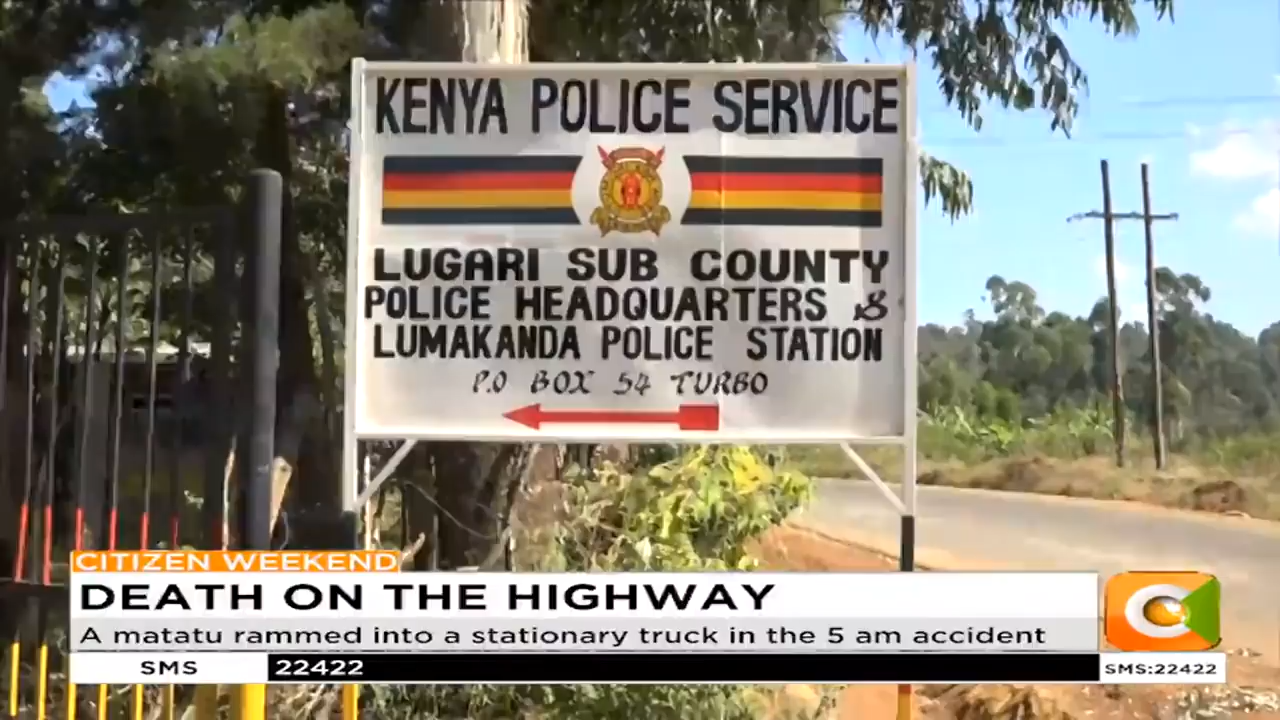 KENYA POLICE SERVICE
LUGARI SUB COUNTY
POLICE HEADQUARTERS &
LUMAKANDA POLICE STATION
P.O BOX 54 TURBO
CITIZEN WEEKEND
DEATH ON THE HIGHWAY
A matatu rammed into a stationary truck in the 5 am accident
SMS 22422
SMS:22422